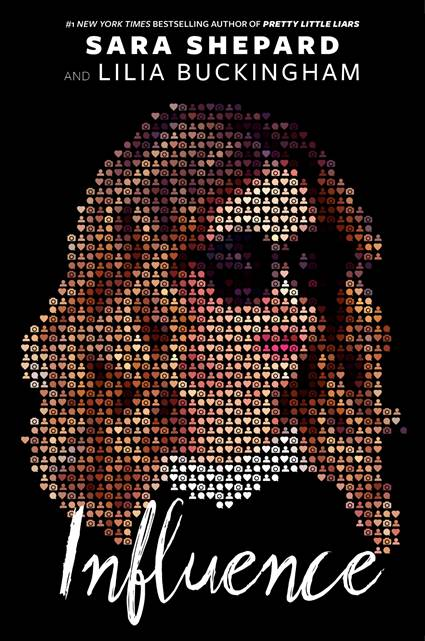 #1 NEW YORK TIMES BESTSELLING AUTHOR OF PRETTY LITTLE LIARS
SARA SHEPARD
AND LILIA BUCKINGHAM
Influence